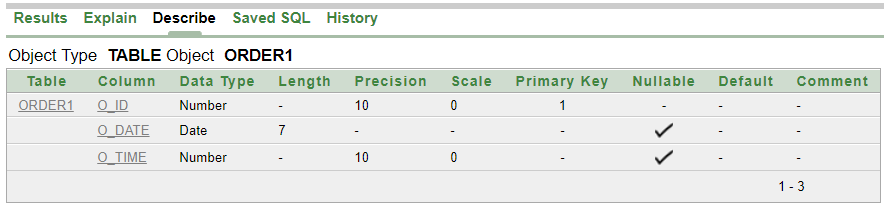 Results Explain Describe Saved SQL History
Object Type TABLE Object ORDER1
Table Column Data Type Length Precision Scale Primary Key Nullable Default Comment
ORDER1 O_ID Number - 10 0 1 - - -
O_DATE Date 7 - - - ✓ - -
O_TIME Number - 10 0 - ✓ - -
1 - 3